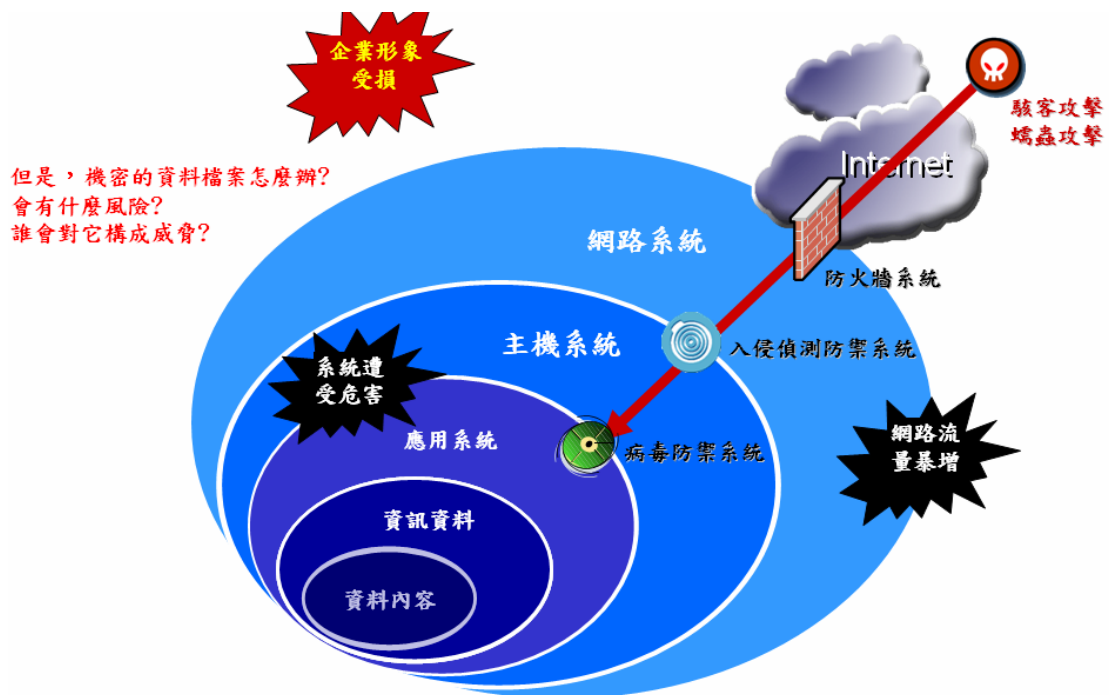 企業形象
受損
駭客攻擊
蠕蟲攻擊
Internet
但是，機密的資料檔案怎麼辦?
會有什麼風險?
誰會對它構成威脅?
網路系統
防火牆系統
主機系統
入侵偵測防禦系統
系統遭
受危害
應用系統
病毒防禦系統
網路流
量暴增
資訊資料
資料內容